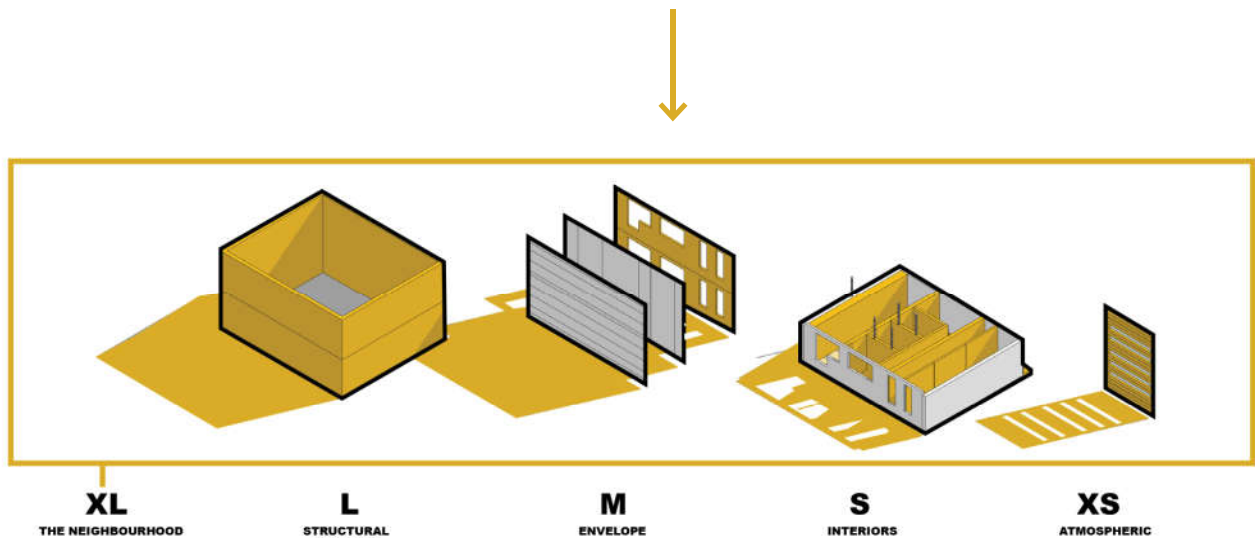 XL
THE NEIGHBOURHOOD
L
STRUCTURAL
M
ENVELOPE
S
INTERIORS
XS
ATMOSPHERIC